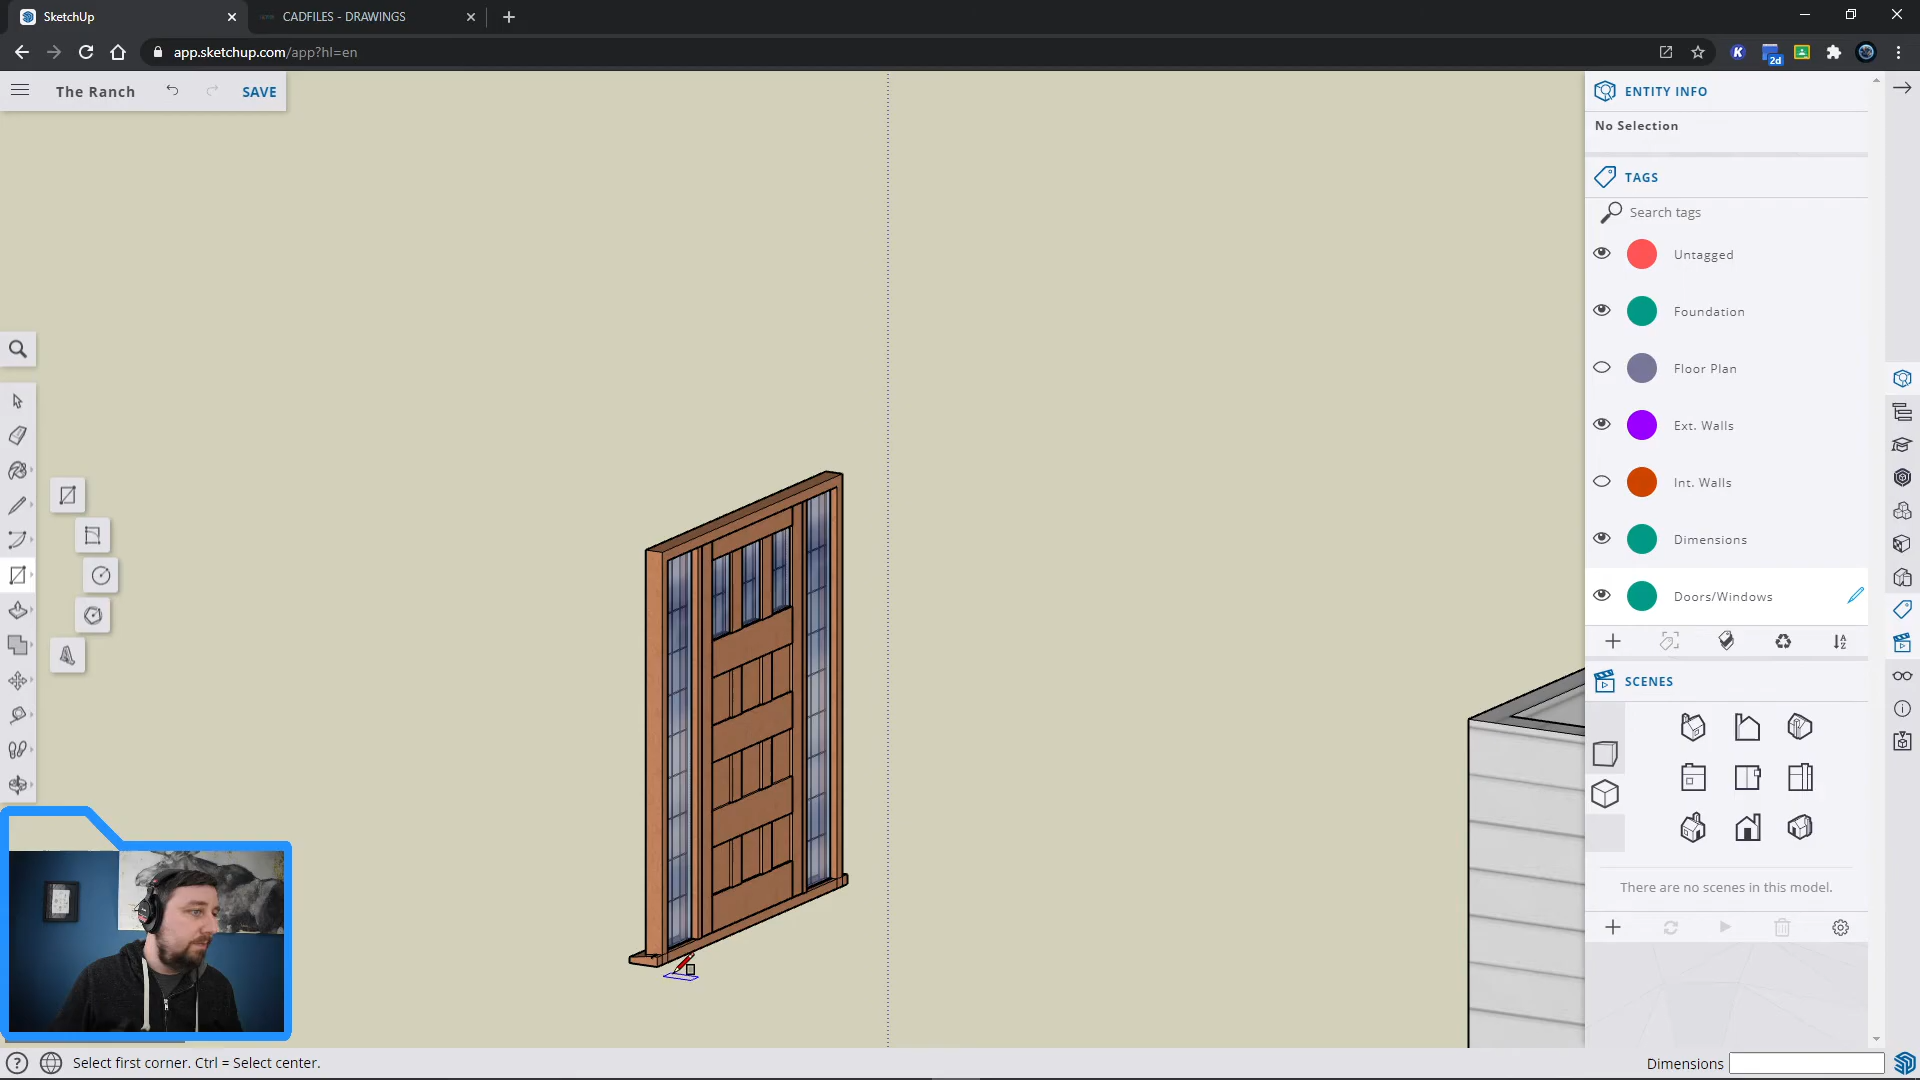 SketchUp
CADFILES - DRAWINGS
app.sketchup.com/app?hl=en
2d
The Ranch
SAVE
ENTITY INFO
No Selection
TAGS
Search tags
Untagged
Foundation
Floor Plan
Ext. Walls
Int. Walls
Dimensions
Doors/Windows
SCENES
There are no scenes in this model.
Select first corner. Ctrl = Select center.
Dimensions